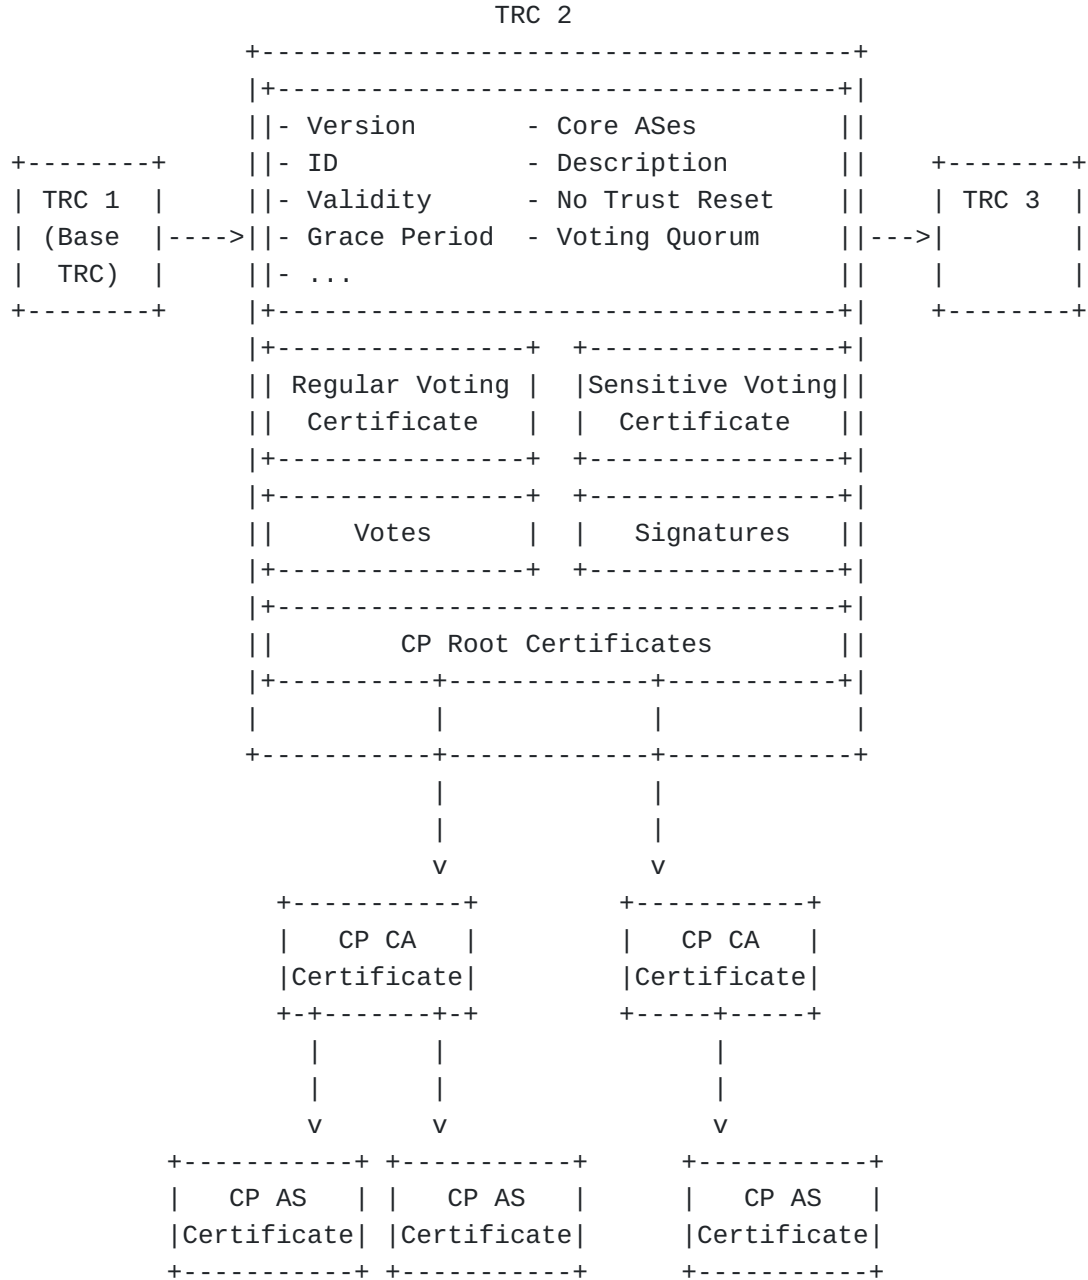 TRC 2
- Version - Core ASes
- ID - Description
TRC 1 - Validity - No Trust Reset TRC 3
(Base - Grace Period - Voting Quorum
TRC) - ...
Regular Voting Sensitive Voting
Certificate Certificate
Votes Signatures
CP Root Certificates
CP CA CP CA
Certificate Certificate
CP AS CP AS CP AS
Certificate Certificate Certificate